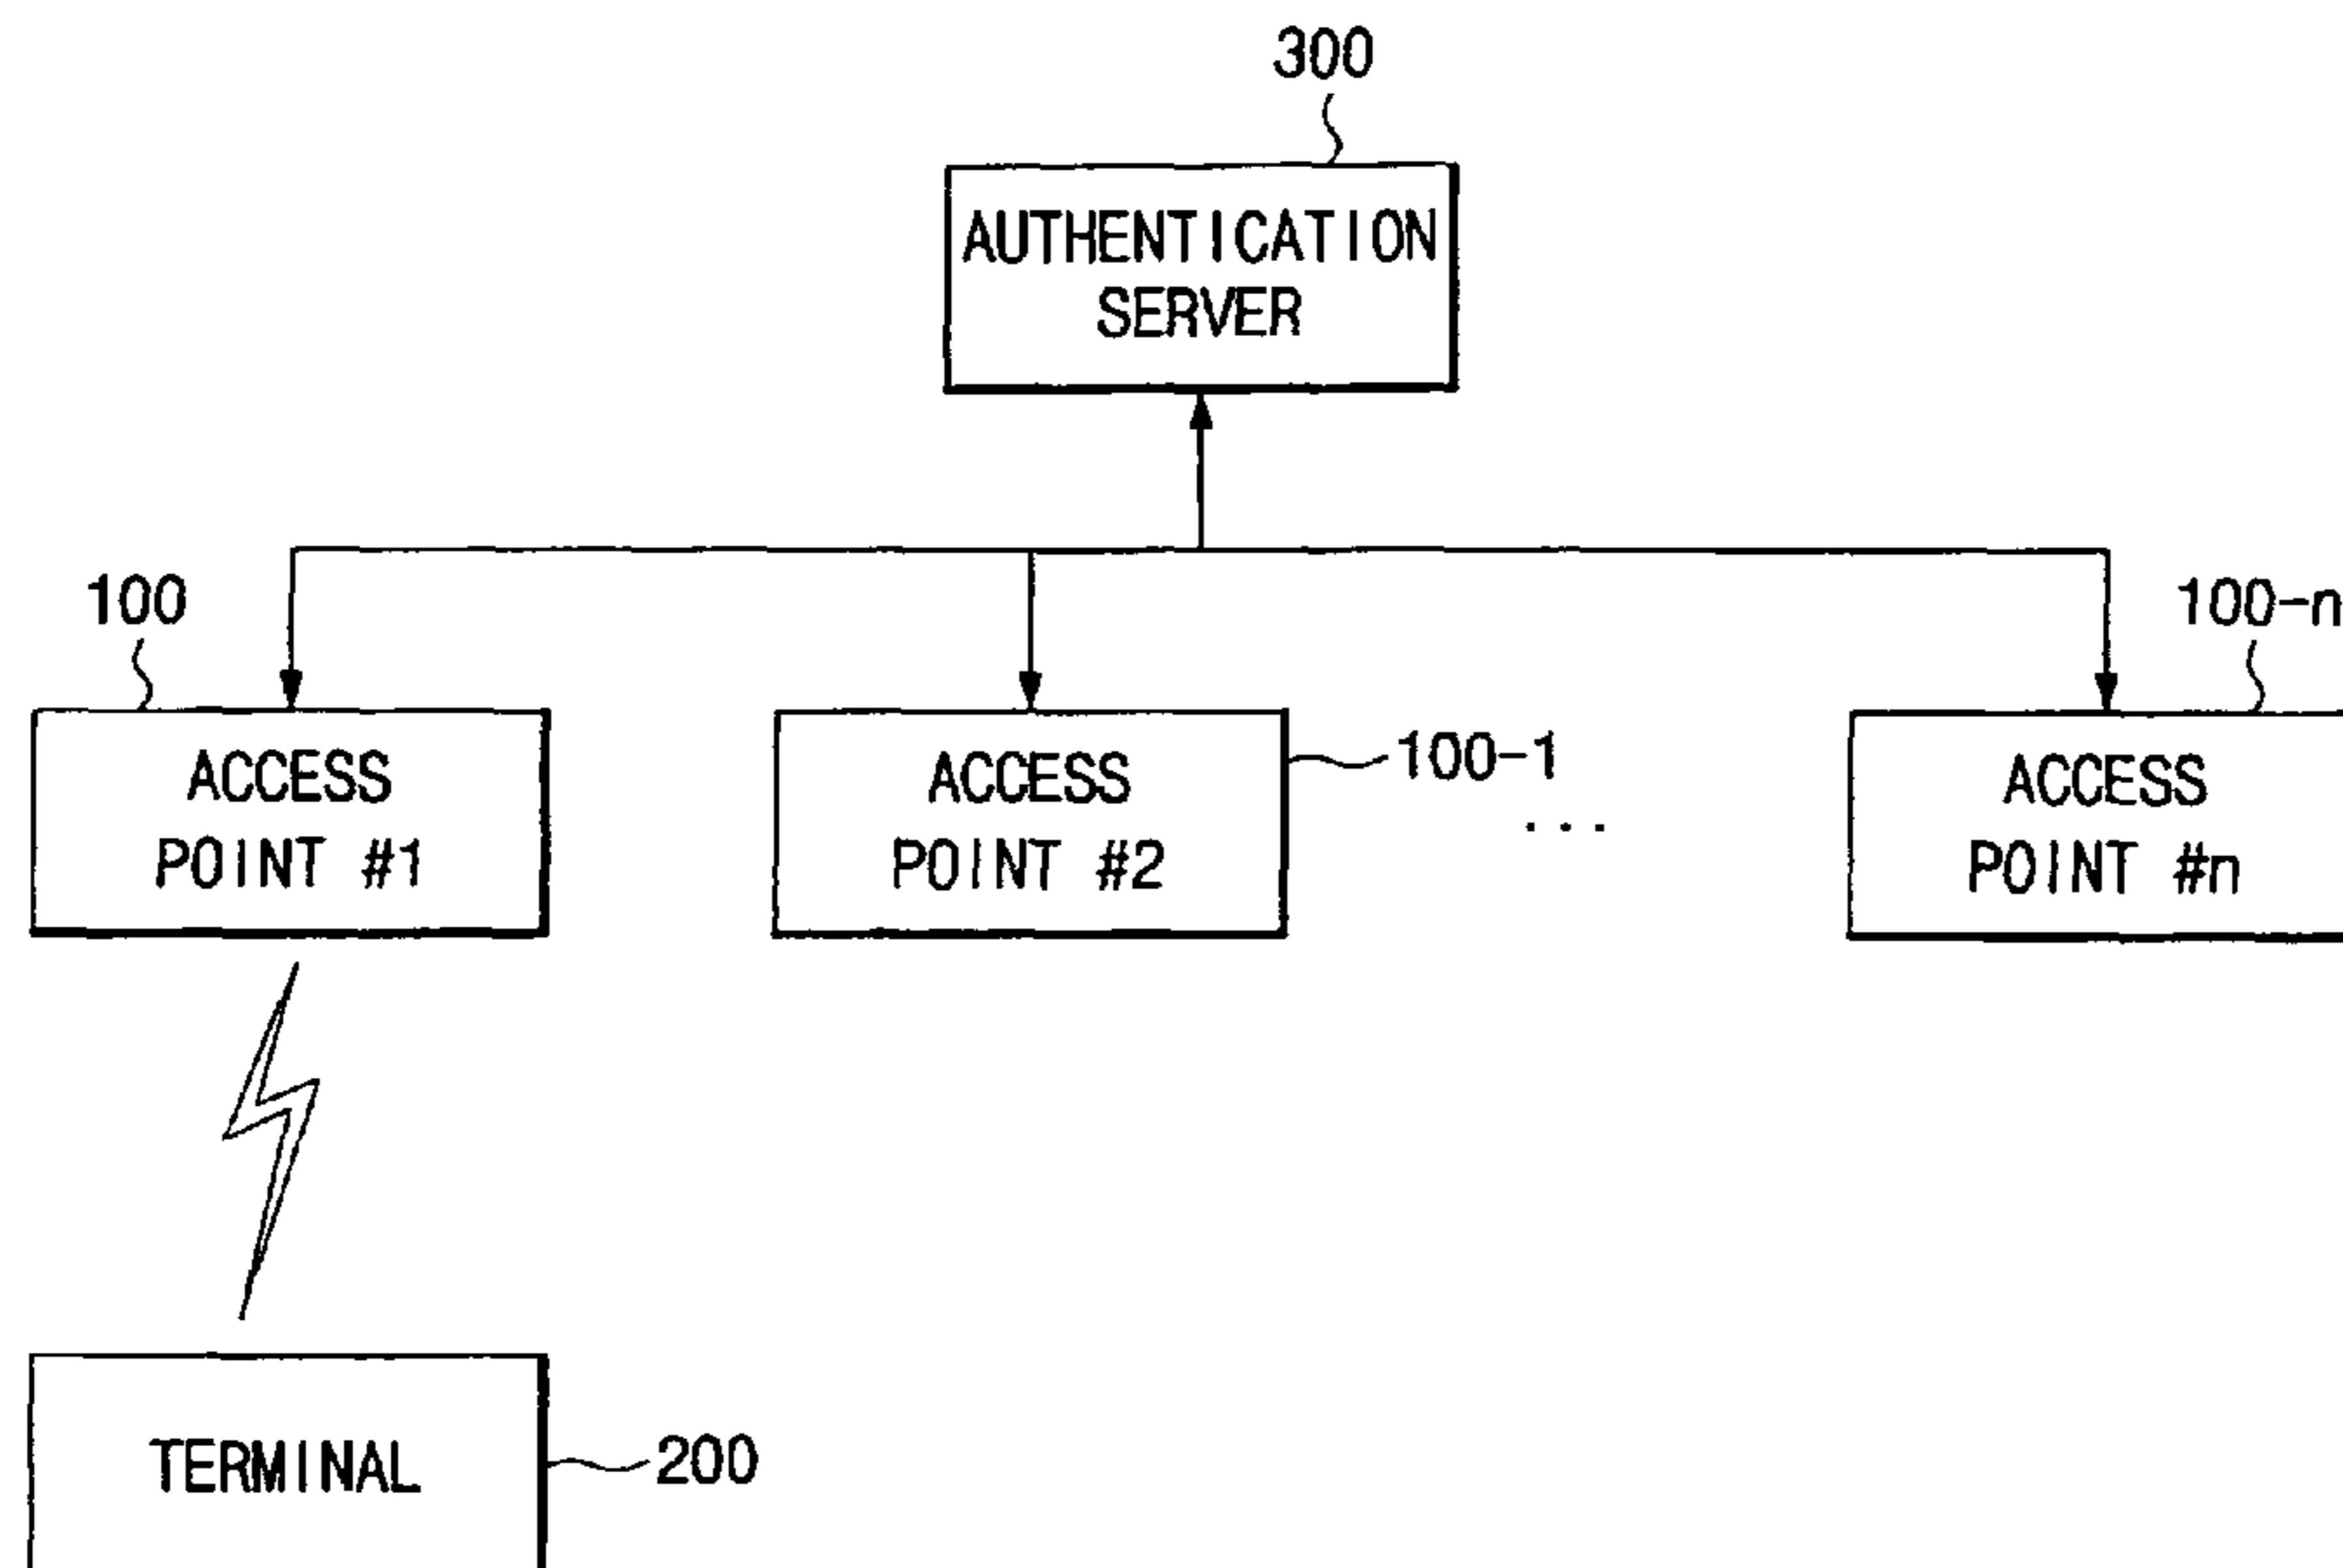 300
AUTHENTICATION
SERVER
100
100-n
ACCESS
POINT #1
ACCESS
POINT #2
100-1
...
ACCESS
POINT #n
TERMINAL
200